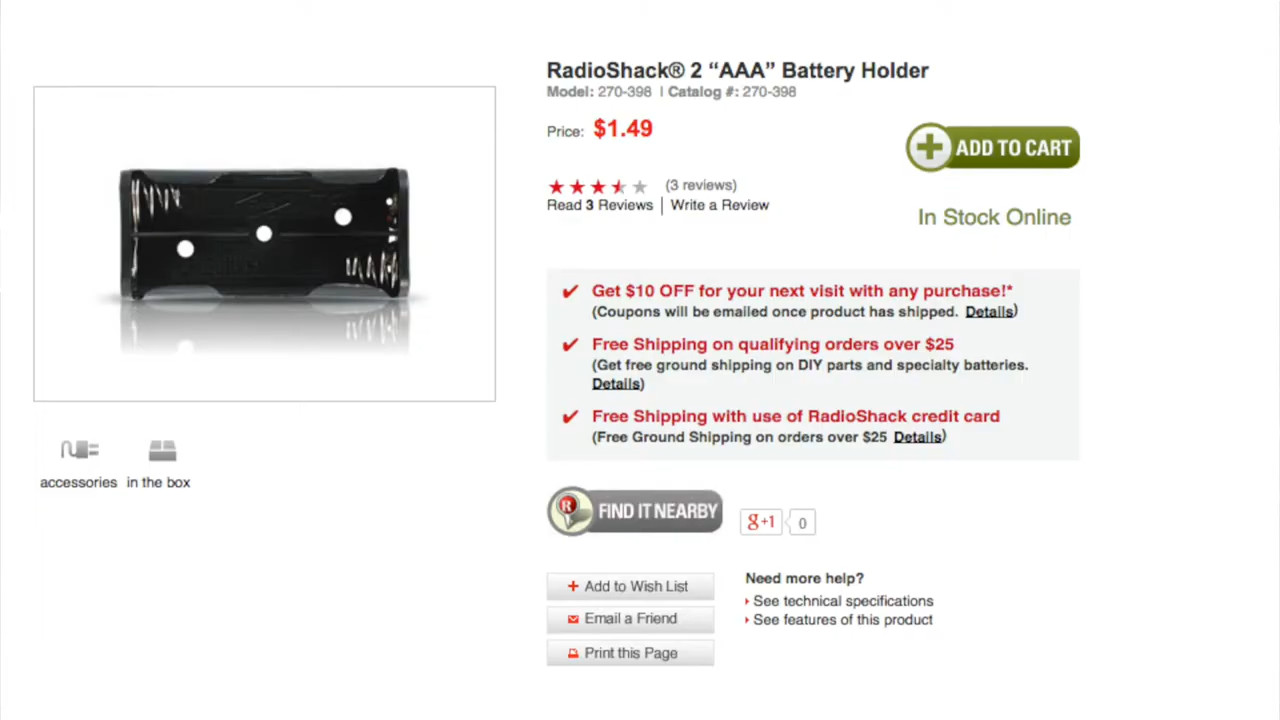 RadioShack® 2 “AAA” Battery Holder
Model: 270-398 | Catalog #: 270-398
Price: $1.49
ADD TO CART
(3 reviews)
Read 3 Reviews | Write a Review
In Stock Online
Get $10 OFF for your next visit with any purchase!*
(Coupons will be emailed once product has shipped. Details)
Free Shipping on qualifying orders over $25
(Get free ground shipping on DIY parts and specialty batteries.
Details)
Free Shipping with use of RadioShack credit card
(Free Ground Shipping on orders over $25 Details)
accessories in the box
R FIND IT NEARBY
g+1 0
+ Add to Wish List
Email a Friend
Print this Page
Need more help?
See technical specifications
See features of this product